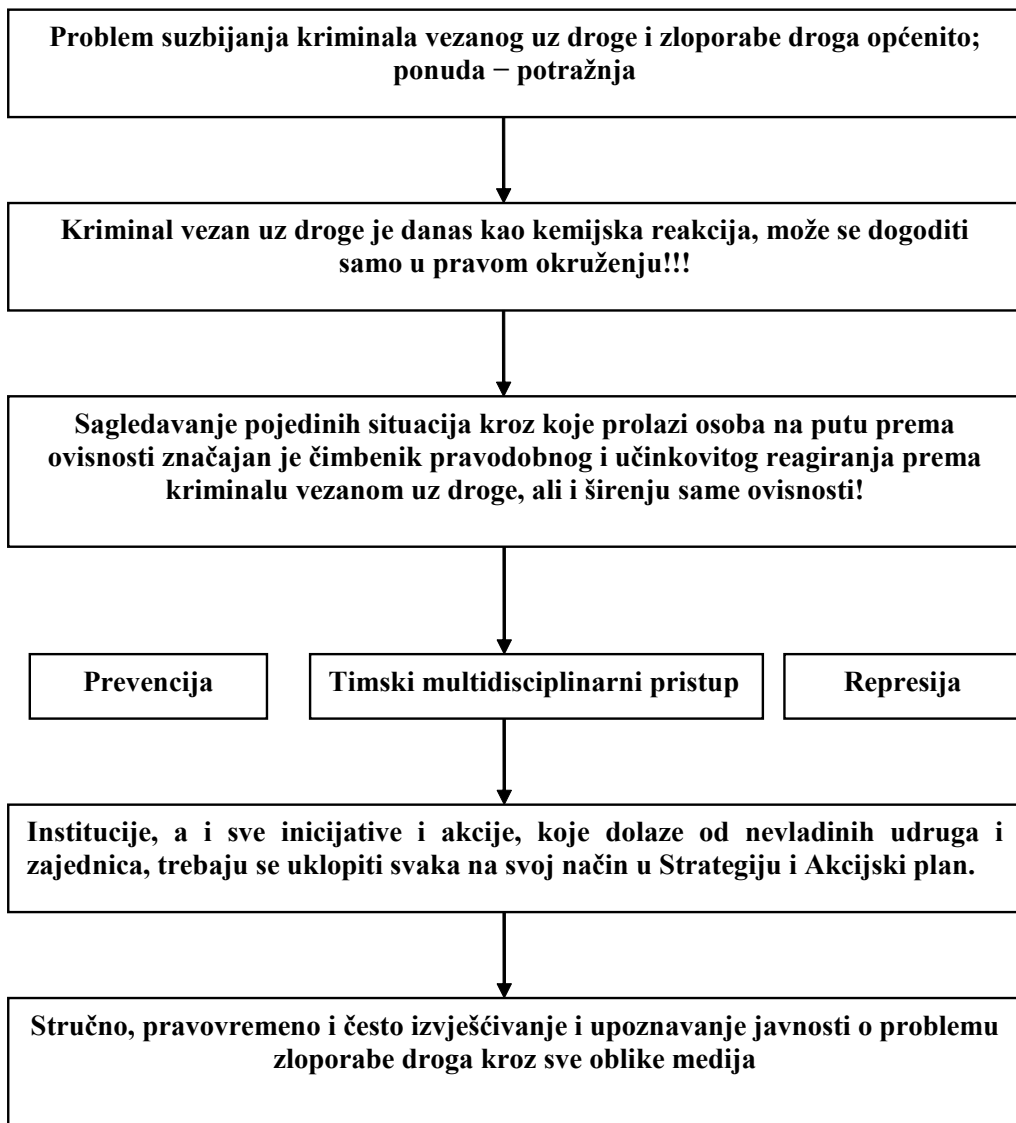 Problem suzbijanja kriminala vezanog uz droge i zloporabe droga općenito;
ponuda − potražnja
Kriminal vezan uz droge je danas kao kemijska reakcija, može se dogoditi
samo u pravom okruženju!!!
Sagledavanje pojedinih situacija kroz koje prolazi osoba na putu prema
ovisnosti značajan je čimbenik pravodobnog i učinkovitog reagiranja prema
kriminalu vezanom uz droge, ali i širenju same ovisnosti!
Prevencija
Timski multidisciplinarni pristup
Represija
Institucije, a i sve inicijative i akcije, koje dolaze od nevladinih udruga i
zajednica, trebaju se uklopiti svaka na svoj način u Strategiju i Akcijski plan.
Stručno, pravovremeno i često izvješćivanje i upoznavanje javnosti o problemu
zloporabe droga kroz sve oblike medija